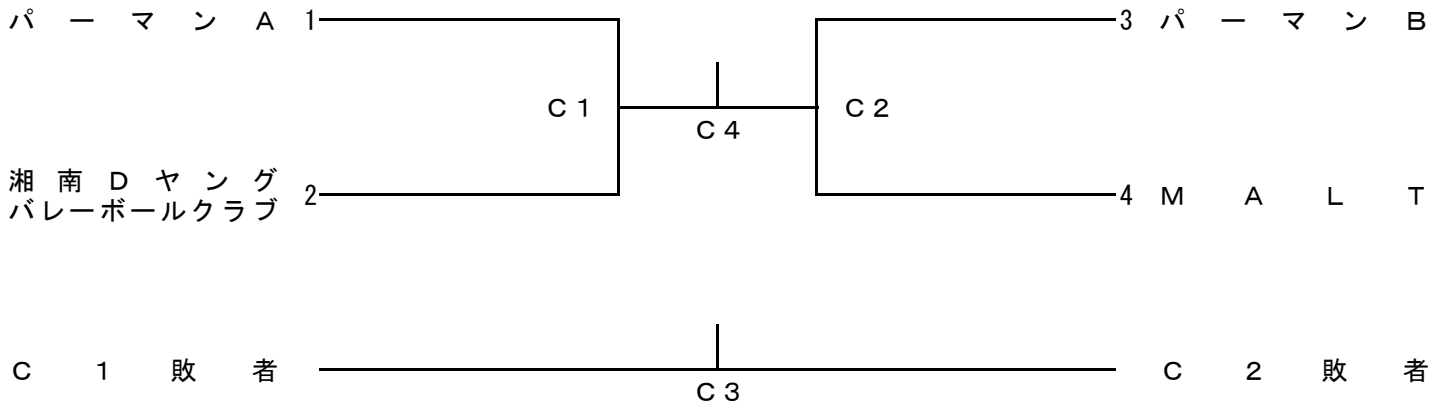 パーマンA 1
3 パーマンB
C1
C2
C4
湘南Dヤング
バレーボールクラブ 2
4 MALT
C1敗者
C2敗者
C3